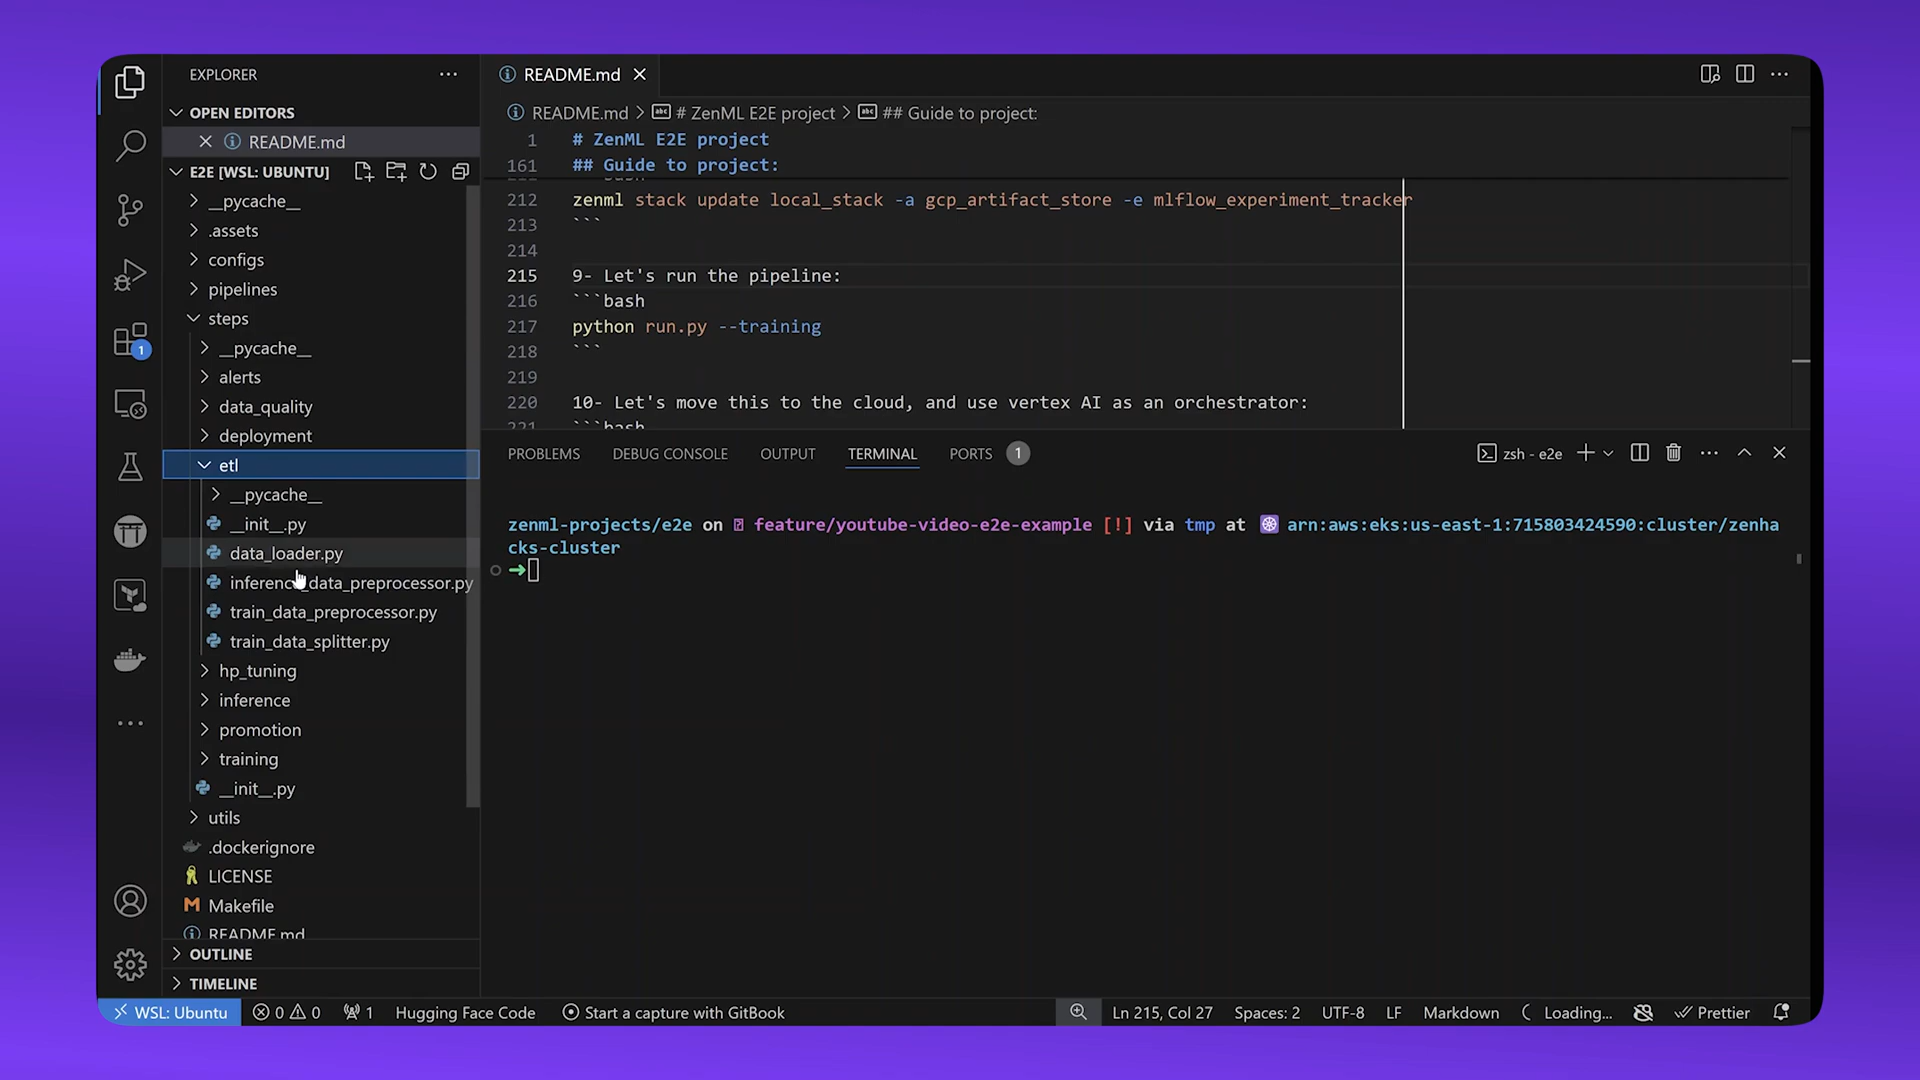 EXPLORER
OPEN EDITORS
README.md
E2E [WSL: UBUNTU]
__pycache__
.assets
configs
pipelines
steps
__pycache__
alerts
data_quality
deployment
etl
__pycache__
__init__.py
data_loader.py
inference_data_preprocessor.py
train_data_preprocessor.py
train_data_splitter.py
hp_tuning
inference
promotion
training
__init__.py
utils
.dockerignore
LICENSE
Makefile
README.md
OUTLINE
TIMELINE
1
README.md
README.md > # ZenML E2E project > ## Guide to project:
1 # ZenML E2E project
161 ## Guide to project:
212 zenml stack update local_stack -a gcp_artifact_store -e mlflow_experiment_tracker
213 ```
214
215 9- Let's run the pipeline:
216 ```bash
217 python run.py --training
218 ```
219
220 10- Let's move this to the cloud, and use vertex AI as an orchestrator:
221 ```bash
PROBLEMS DEBUG CONSOLE OUTPUT TERMINAL PORTS 1
zsh - e2e
zenml-projects/e2e on feature/youtube-video-e2e-example [!] via tmp at arn:aws:eks:us-east-1:715803424590:cluster/zenha
cks-cluster
➜
WSL: Ubuntu 0 0 1 Hugging Face Code Start a capture with GitBook Ln 215, Col 27 Spaces: 2 UTF-8 LF Markdown Loading... Prettier